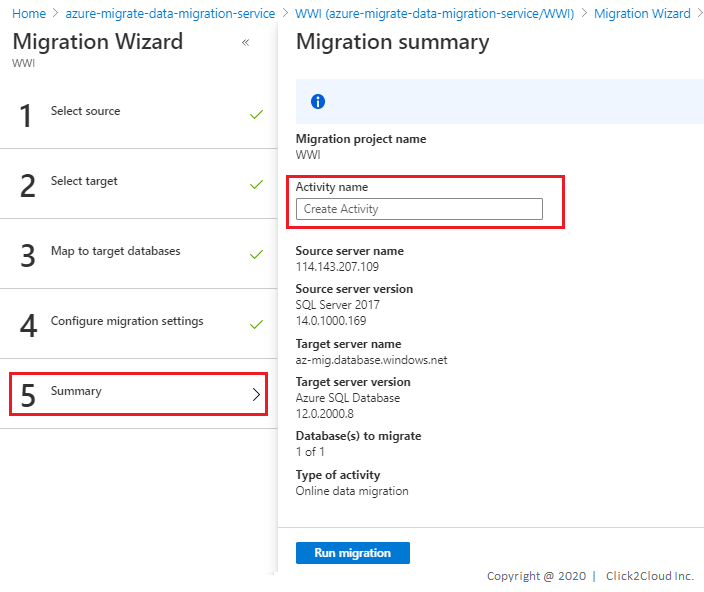 Home > azure-migrate-data-migration-service > WWI (azure-migrate-data-migration-service/WWI) > Migration Wizard >
Migration Wizard «
WWI
1 Select source
2 Select target
3 Map to target databases
4 Configure migration settings
5 Summary
Migration summary
Migration project name
WWI
Activity name
Create Activity
Source server name
114.143.207.109
Source server version
SQL Server 2017
14.0.1000.169
Target server name
az-mig.database.windows.net
Target server version
Azure SQL Database
12.0.2000.8
Database(s) to migrate
1 of 1
Type of activity
Online data migration
Run migration
Copyright @ 2020 | Click2Cloud Inc.